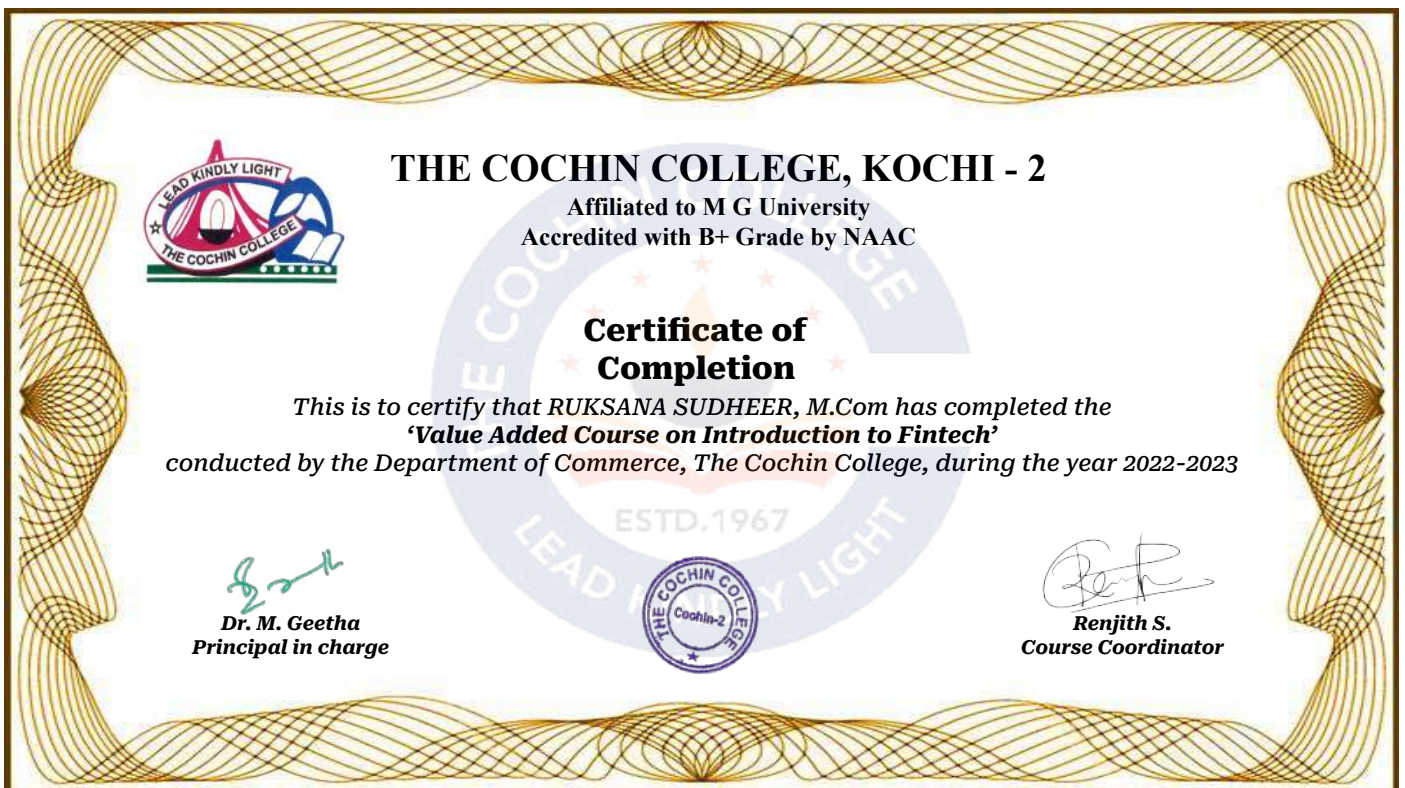 LEAD KINDLY LIGHT
THE COCHIN COLLEGE
THE COCHIN COLLEGE, KOCHI - 2
Affiliated to M G University
Accredited with B+ Grade by NAAC
THE COCHIN COLLEGE
Certificate of
Completion
This is to certify that RUKSANA SUDHEER, M.Com has completed the
‘Value Added Course on Introduction to Fintech’
conducted by the Department of Commerce, The Cochin College, during the year 2022-2023
ESTD.1967
LEAD KINDLY LIGHT
Dr. M. Geetha
Principal in charge
THE COCHIN COLLEGE
Cochin-2
Renjith S.
Course Coordinator